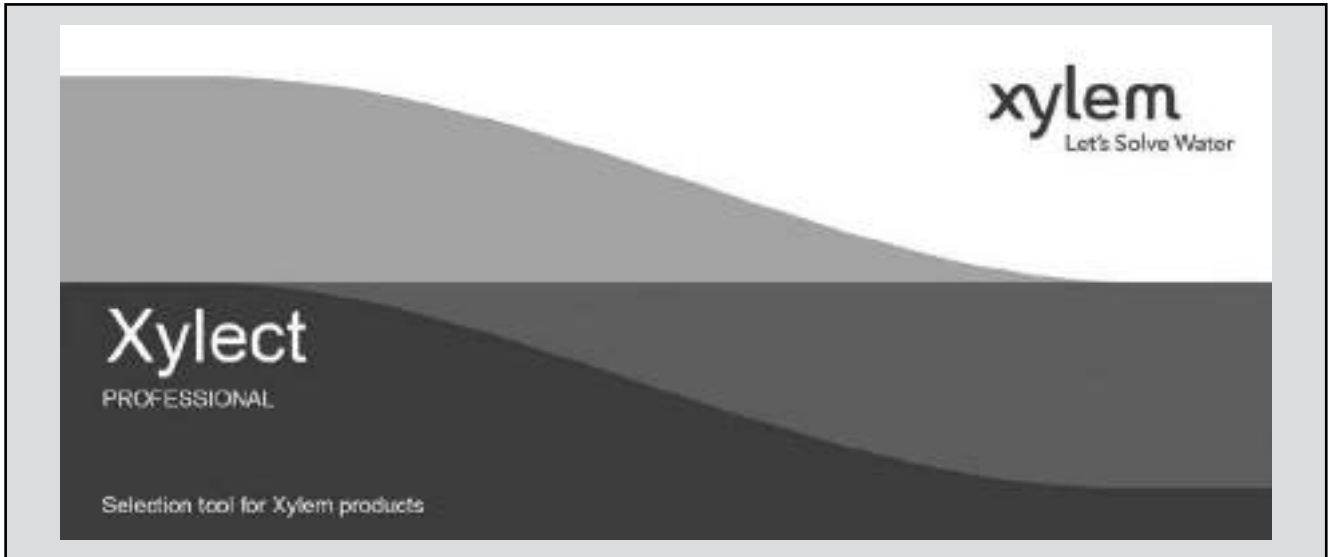 xylem
Let's Solve Water
Xylect
PROFESSIONAL
Selection tool for Xylem products